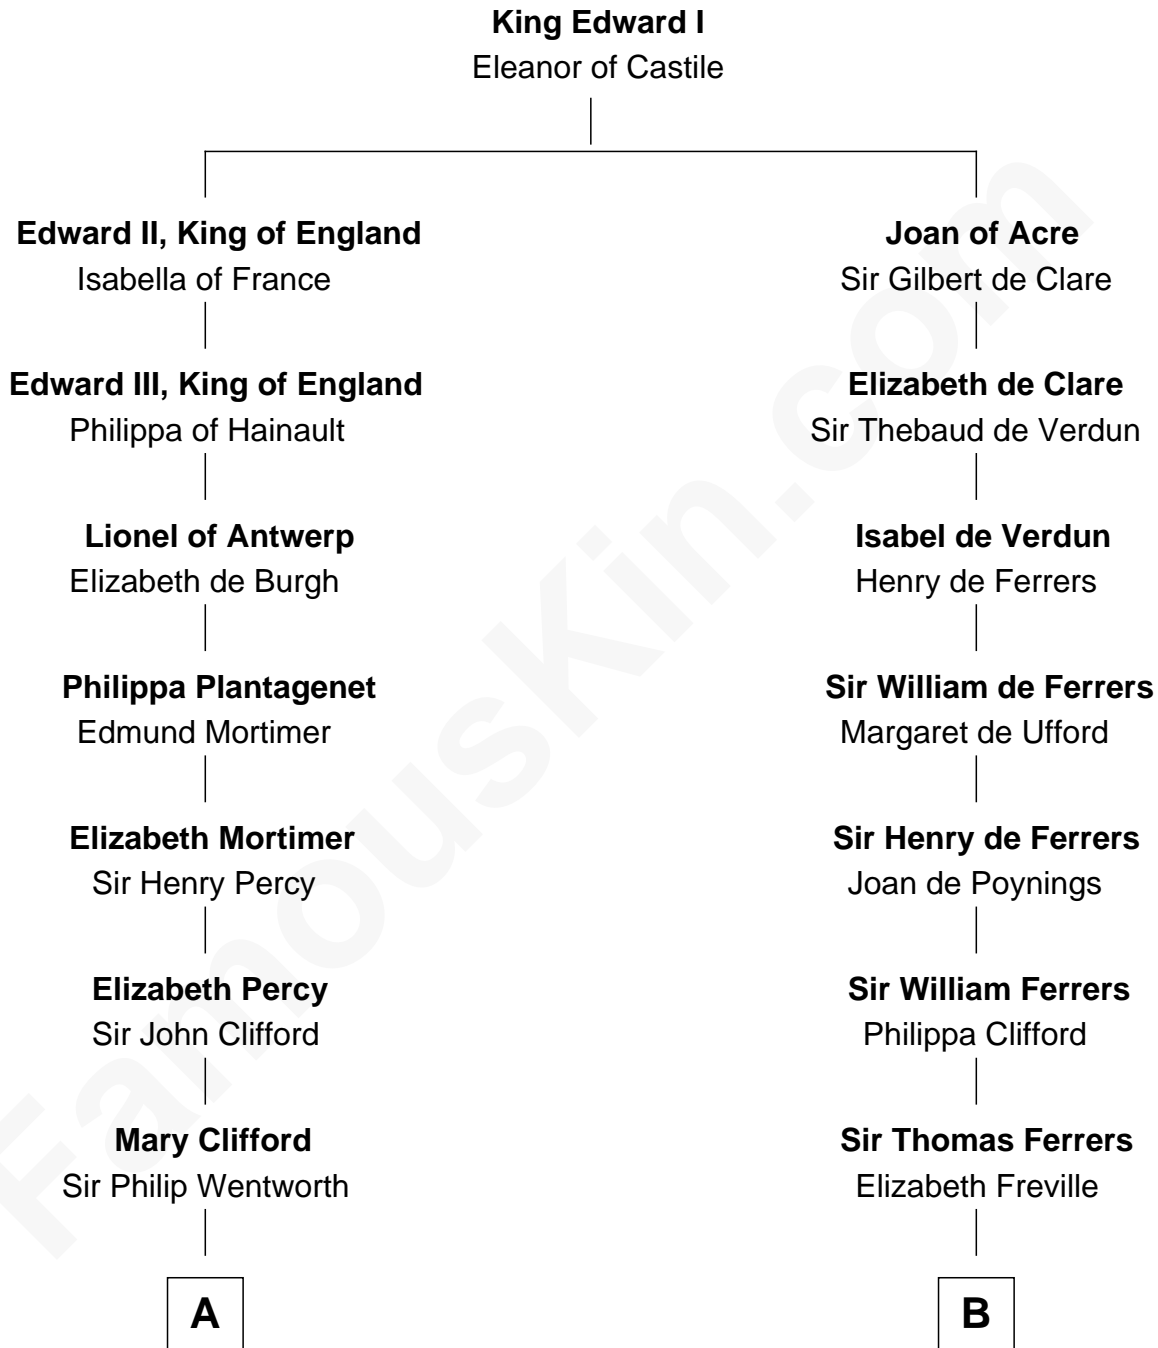 King Edward I
Eleanor of Castile
Edward II, King of England
Isabella of France
Joan of Acre
Sir Gilbert de Clare
Edward III, King of England
Philippa of Hainault
Elizabeth de Clare
Sir Thebaud de Verdun
Lionel of Antwerp
Elizabeth de Burgh
Isabel de Verdun
Henry de Ferrers
Philippa Plantagenet
Edmund Mortimer
Sir William de Ferrers
Margaret de Ufford
Elizabeth Mortimer
Sir Henry Percy
Sir Henry de Ferrers
Joan de Poynings
Elizabeth Percy
Sir John Clifford
Sir William Ferrers
Philippa Clifford
Mary Clifford
Sir Philip Wentworth
Sir Thomas Ferrers
Elizabeth Freville
A
B
FamousKin.com